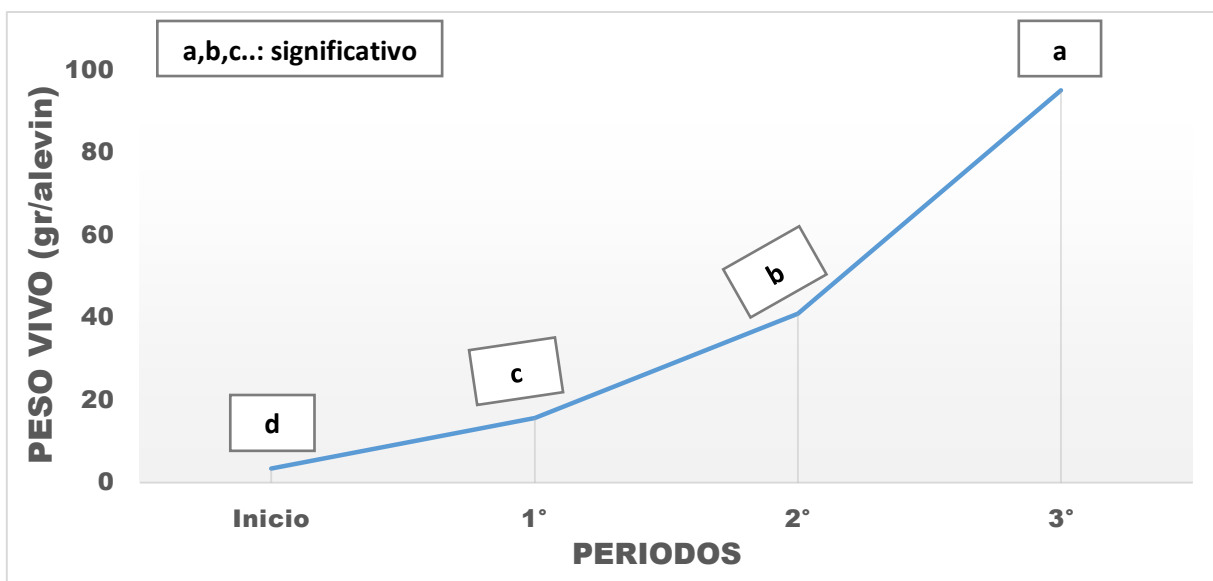 a,b,c..: significativo
a
100
80
60
40
20
0
PESO VIVO (gr/alevin)
b
c
d
Inicio 1° 2° 3°
PERIODOS